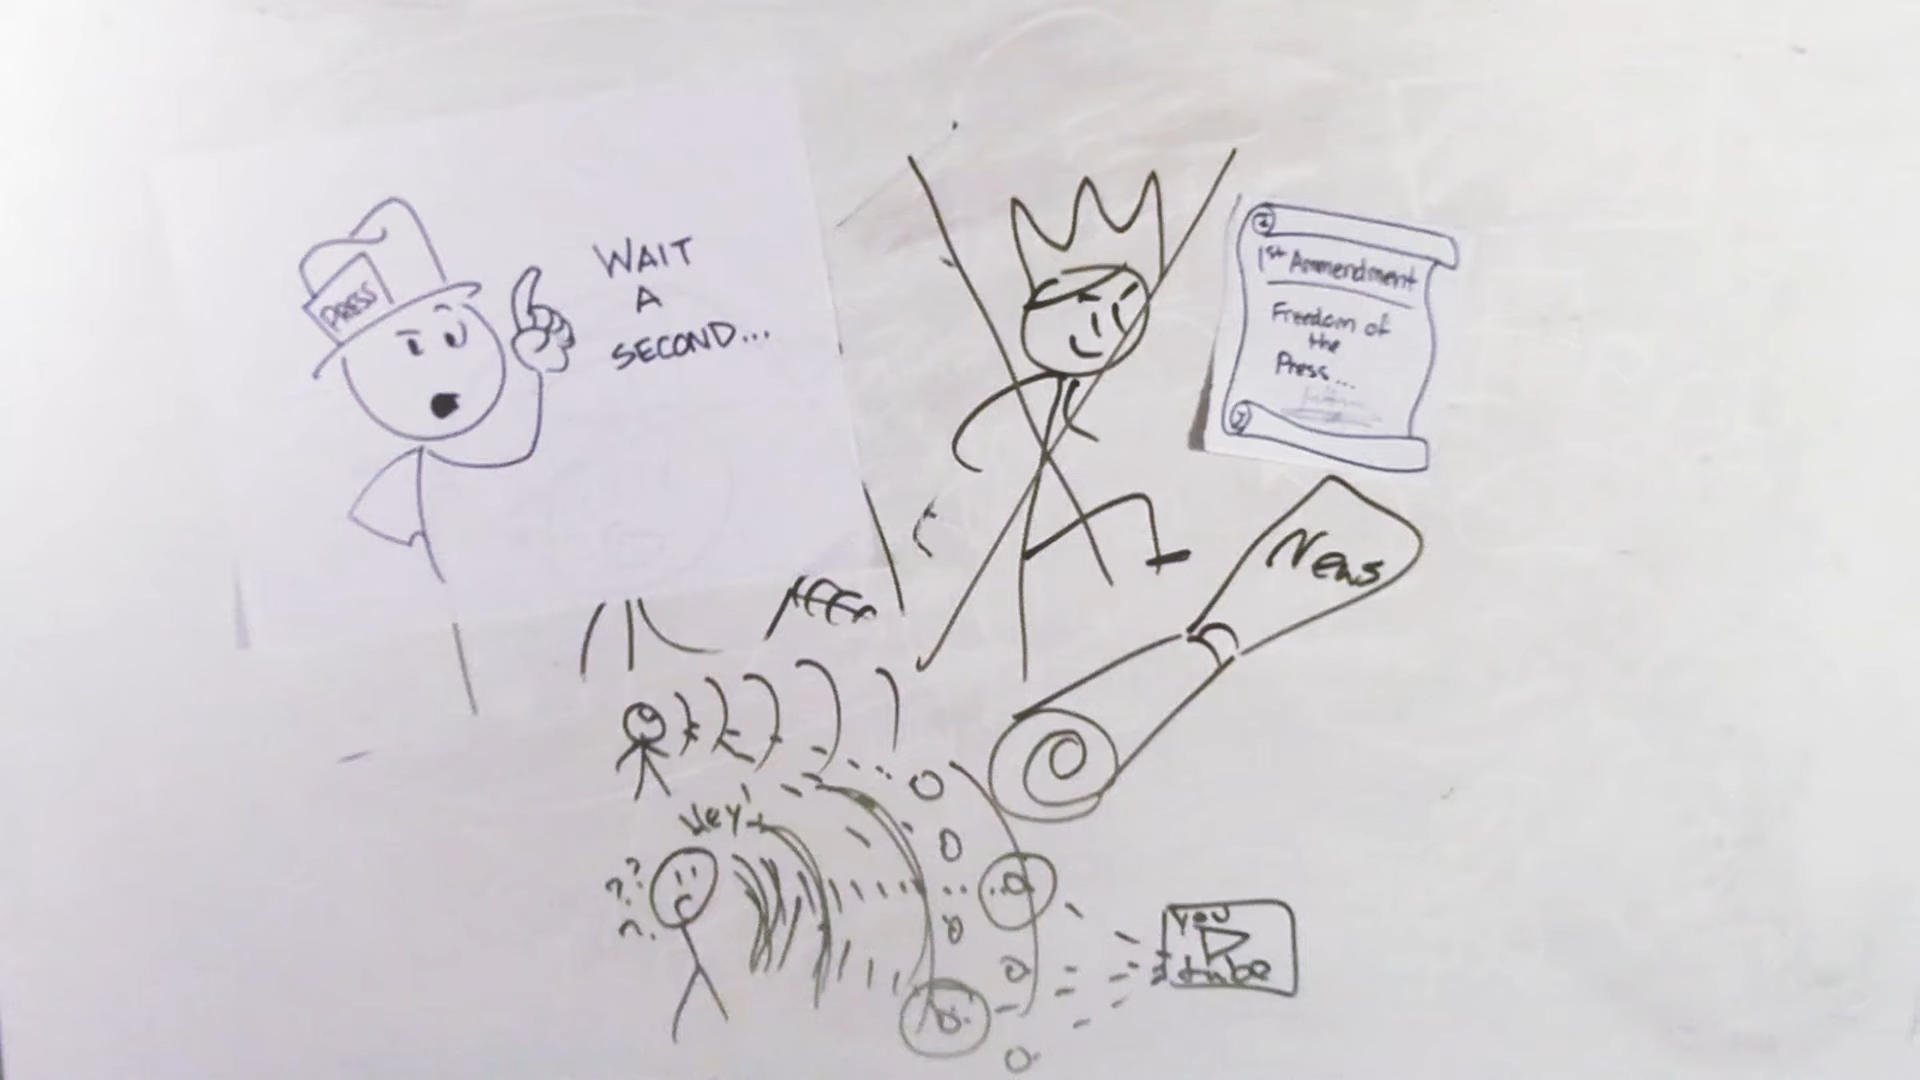 PRESS
WAIT
A
SECOND...
1st Ammendment
Freedom of
the
Press...
News
Hey
???
You
tube